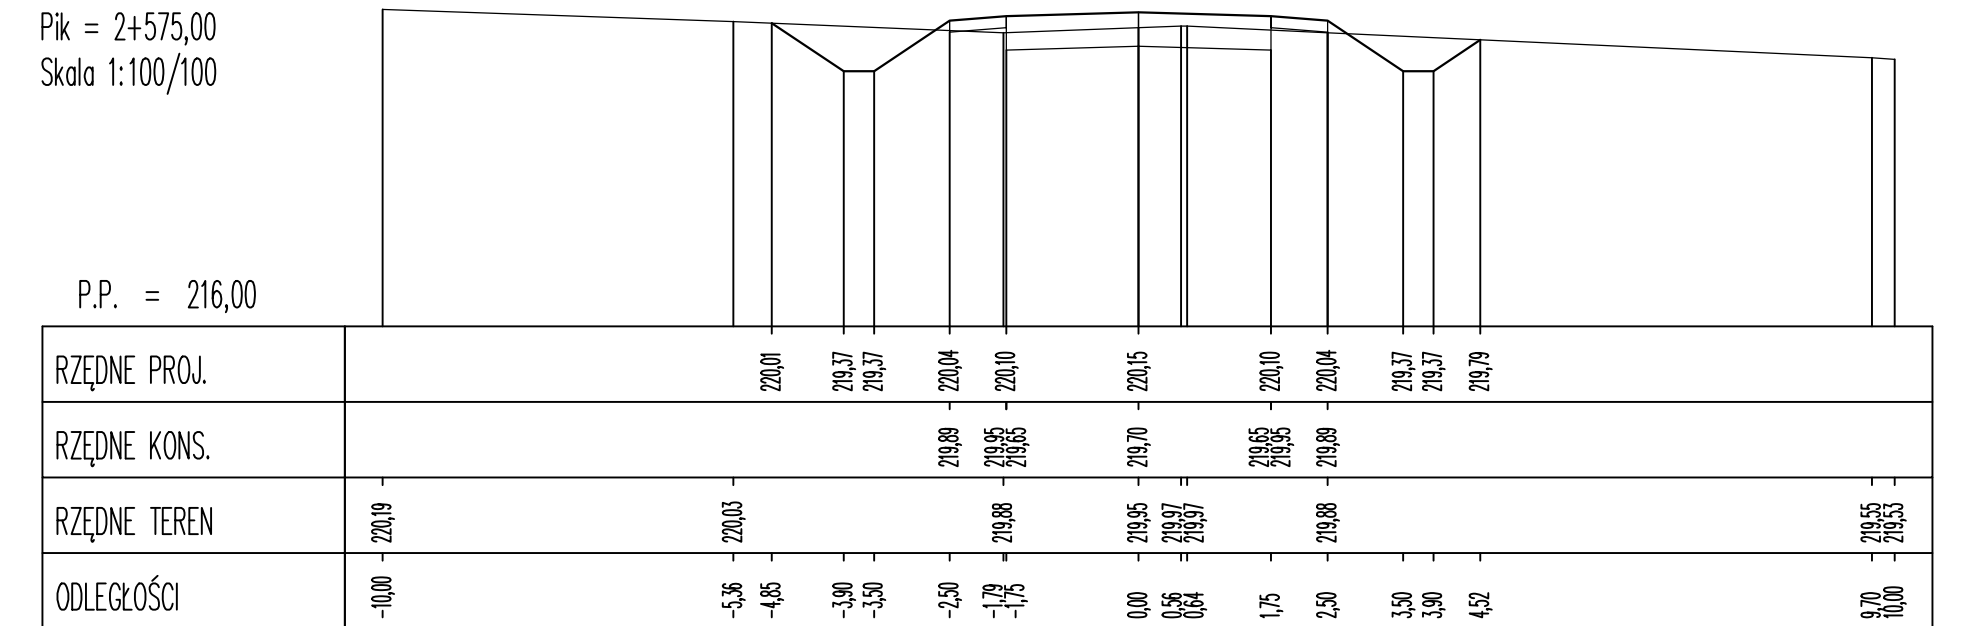 Pik = 2+575,00
Skala 1:100/100
P.P. = 216,00
RZĘDNE PROJ. 220,01 219,37 219,37 220,04 220,10 220,15 220,10 220,04 219,37 219,37 219,79
RZĘDNE KONS. 219,89 219,95 219,65 219,70 219,65 219,95 219,89
RZĘDNE TEREN 220,19 220,03 219,88 219,95 219,97 219,97 219,88 219,55 219,53
ODLEGŁOŚCI -10,00 -5,36 -4,85 -3,90 -3,50 -2,50 -1,79 -1,75 0,00 0,56 0,64 1,75 2,50 3,50 3,90 4,52 9,70 10,00